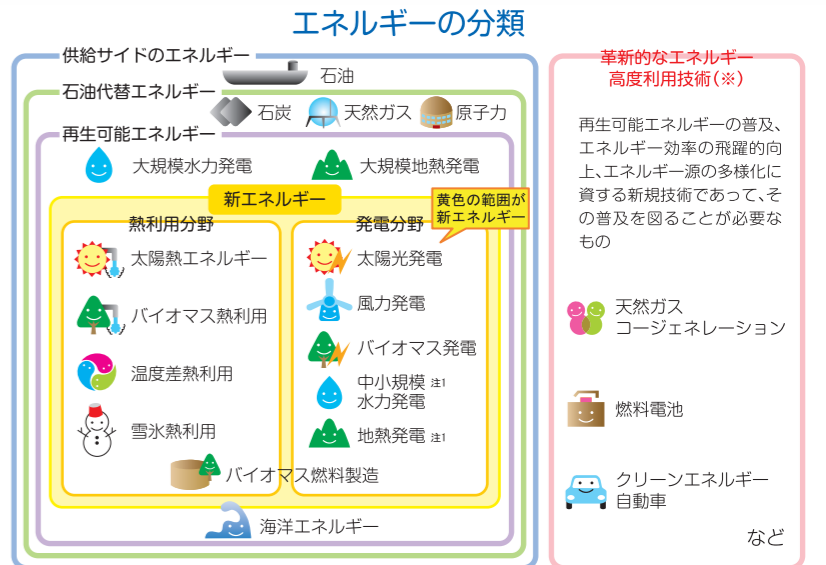 エネルギーの分類
供給サイドのエネルギー
石油
石油代替エネルギー
石炭
天然ガス
原子力
再生可能エネルギー
大規模水力発電
大規模地熱発電
新エネルギー
黄色の範囲が
新エネルギー
熱利用分野
太陽熱エネルギー
バイオマス熱利用
温度差熱利用
雪氷熱利用
発電分野
太陽光発電
風力発電
バイオマス発電
中小規模 注1
水力発電
地熱発電 注1
バイオマス燃料製造
海洋エネルギー
革新的なエネルギー
高度利用技術(※)
再生可能エネルギーの普及、
エネルギー効率の飛躍的向
上、エネルギー源の多様化に
資する新規技術であって、そ
の普及を図ることが必要な
もの
天然ガス
コージェネレーション
燃料電池
クリーンエネルギー
自動車
など